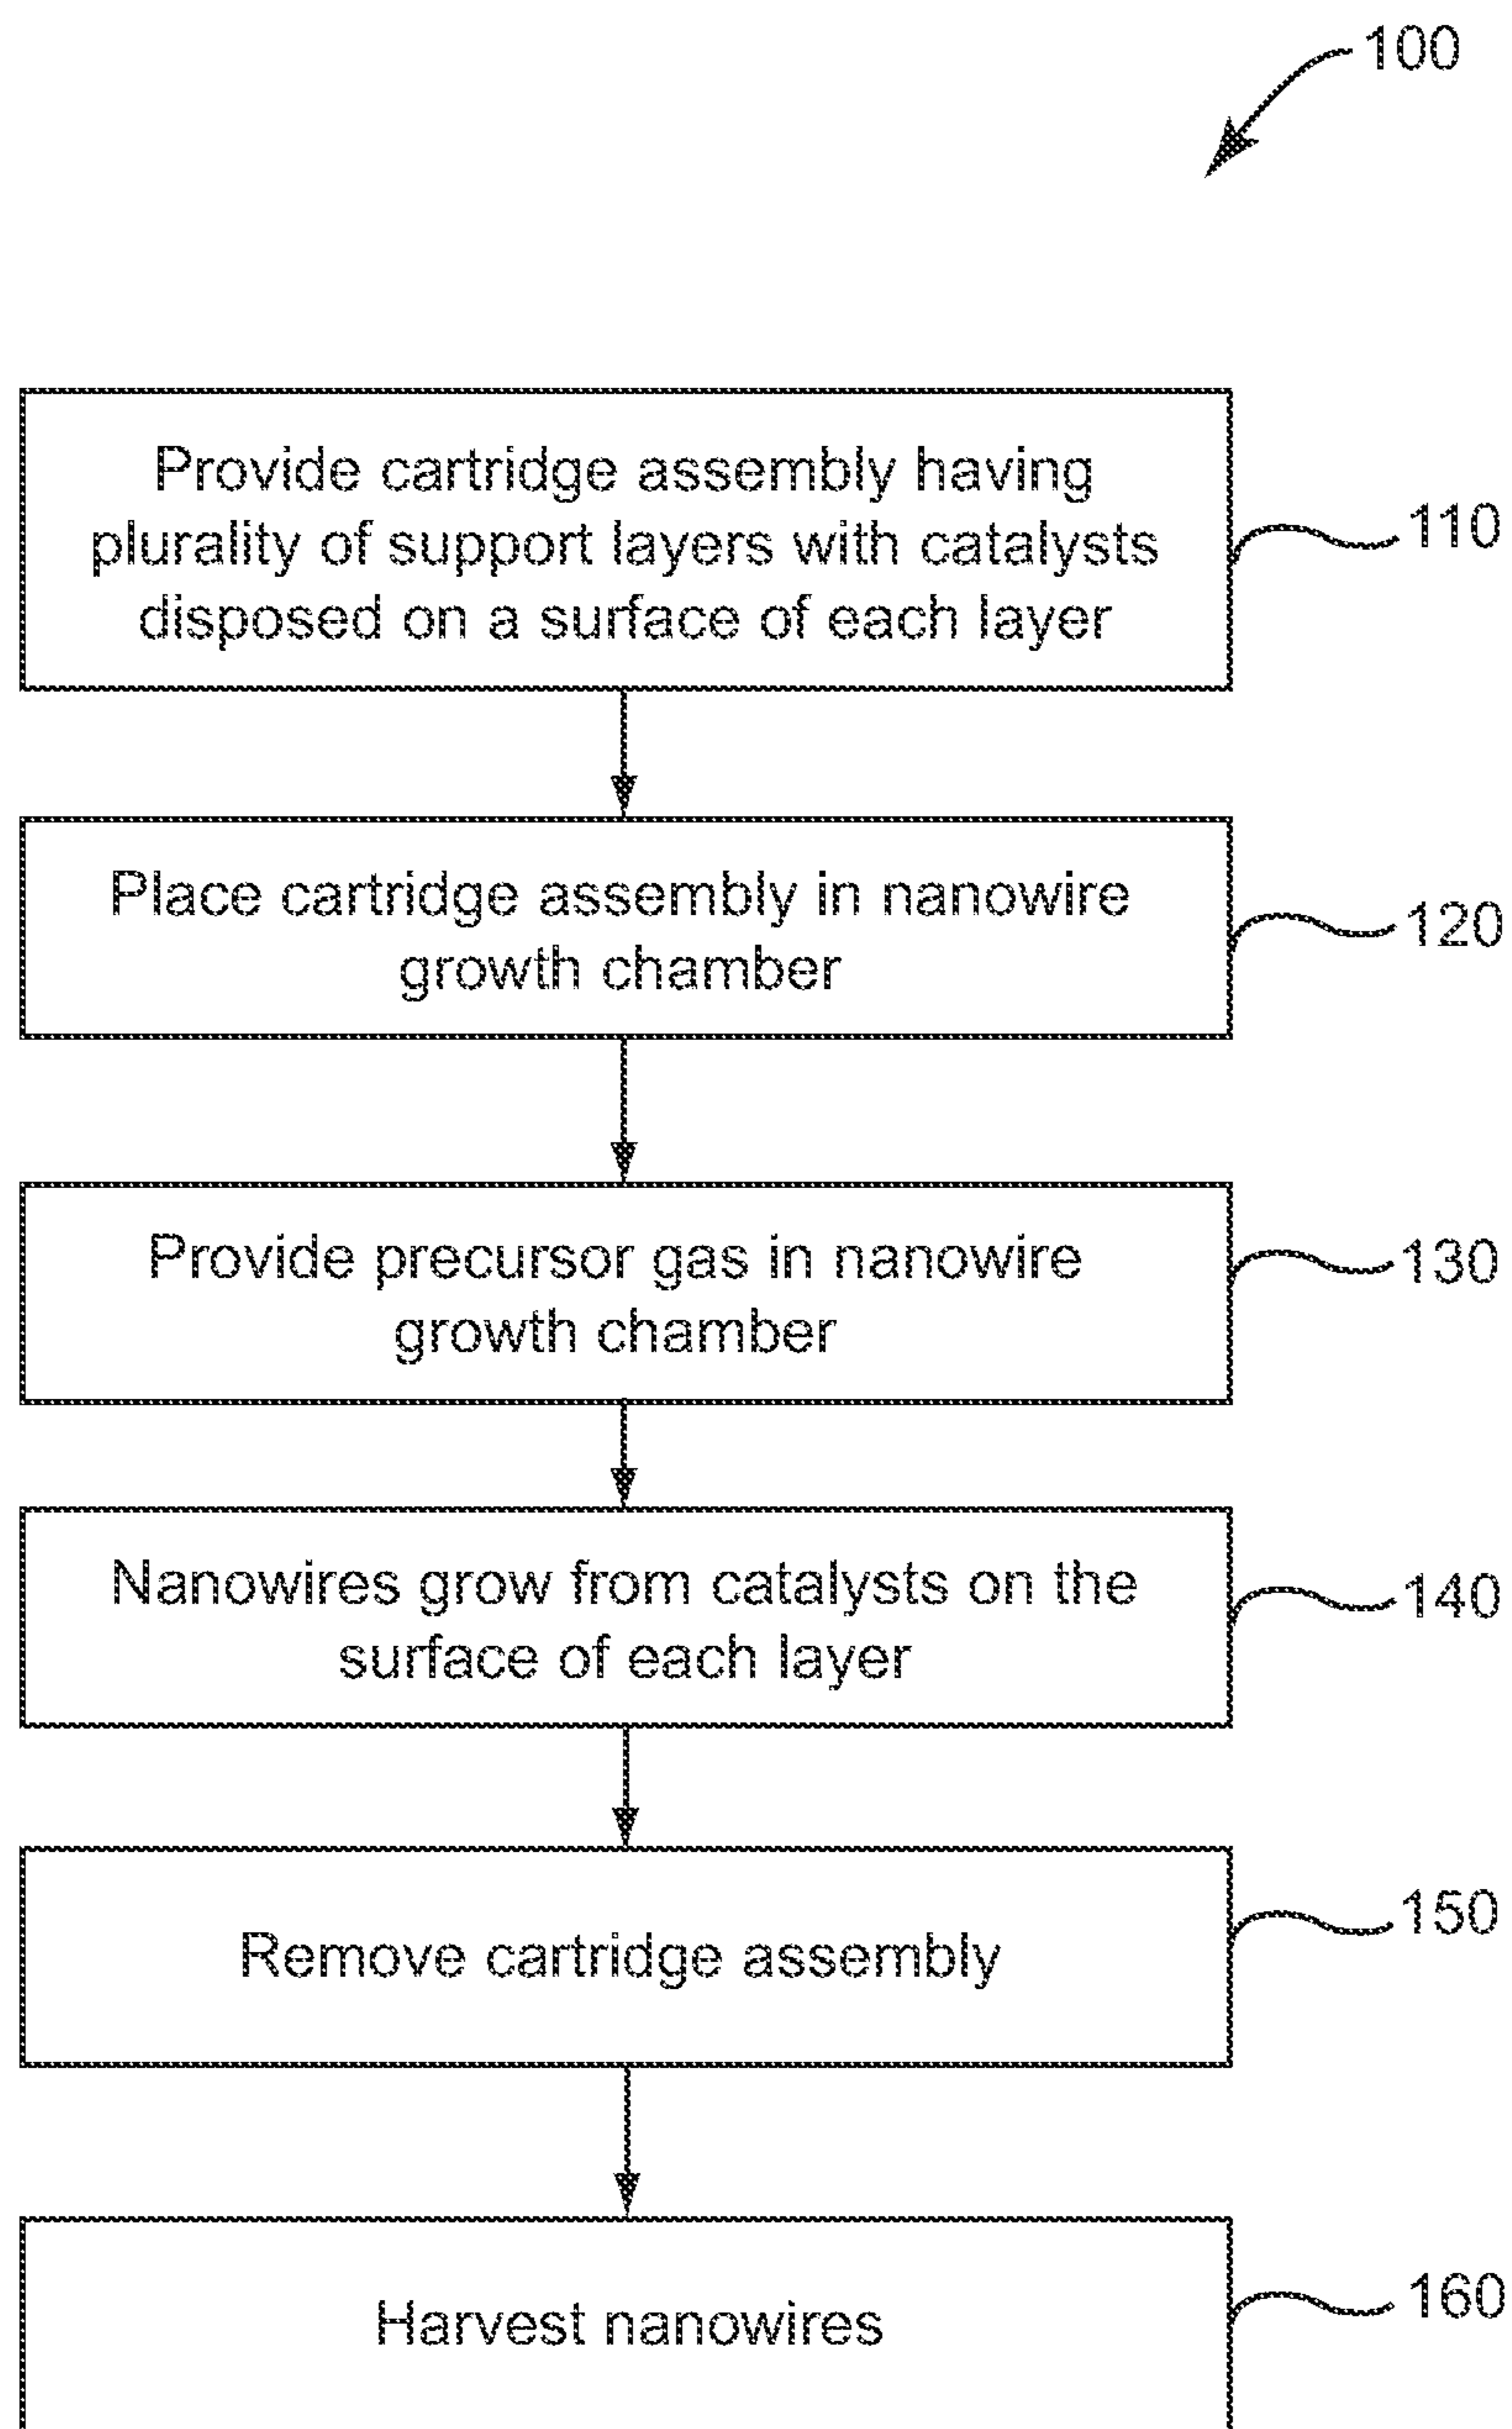 100
Provide cartridge assembly having
plurality of support layers with catalysts
disposed on a surface of each layer
110
Place cartridge assembly in nanowire
growth chamber
120
Provide precursor gas in nanowire
growth chamber
130
Nanowires grow from catalysts on the
surface of each layer
140
Remove cartridge assembly
150
Harvest nanowires
160